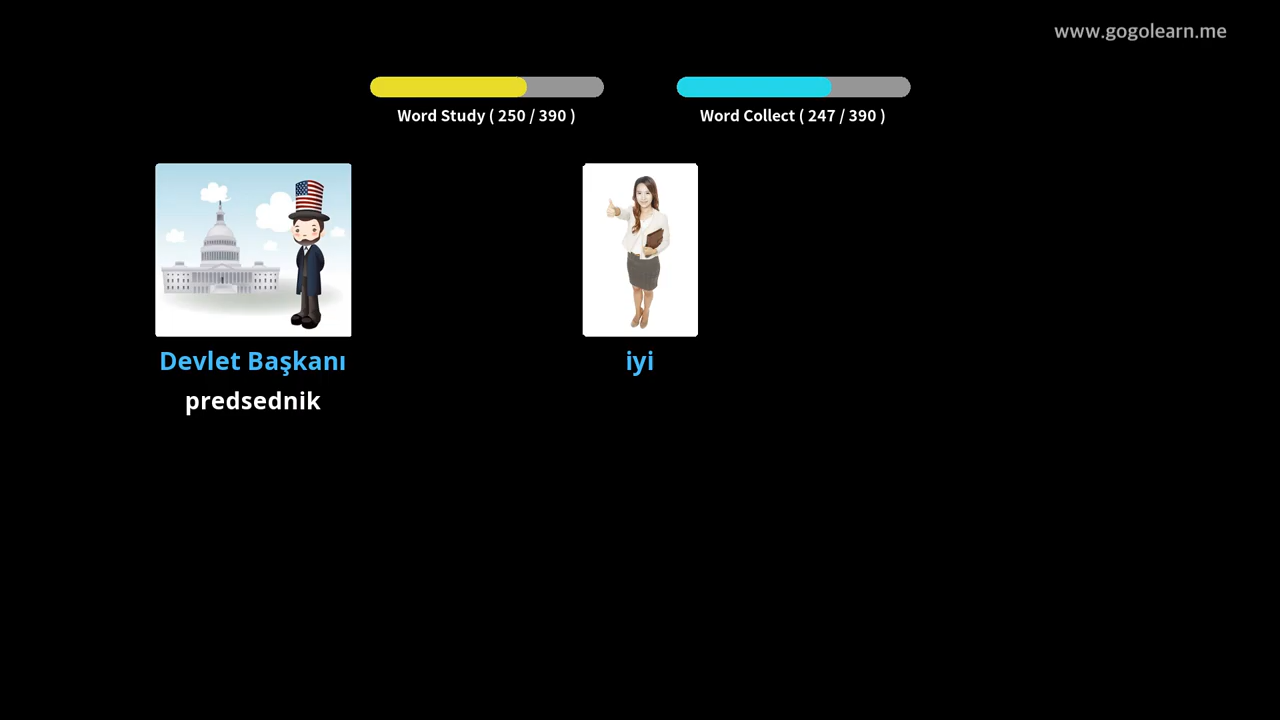 www.gogolearn.me
Word Study ( 250 / 390 )
Word Collect ( 247 / 390 )
Devlet Başkanı
predsednik
iyi